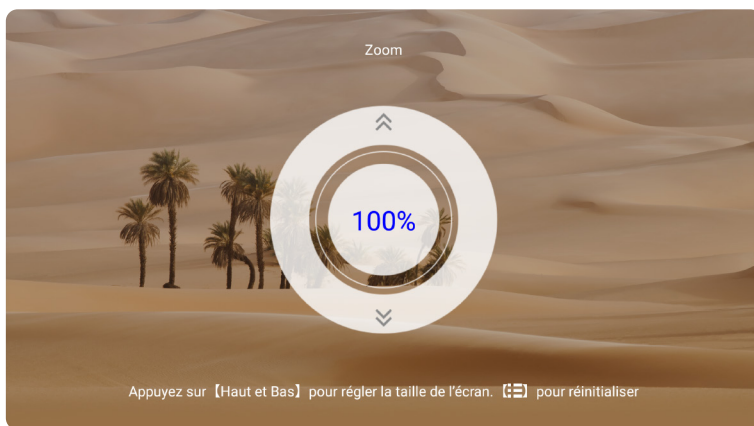 Zoom
100%
Appuyez sur【Haut et Bas】pour régler la taille de l'écran.【☰】pour réinitialiser